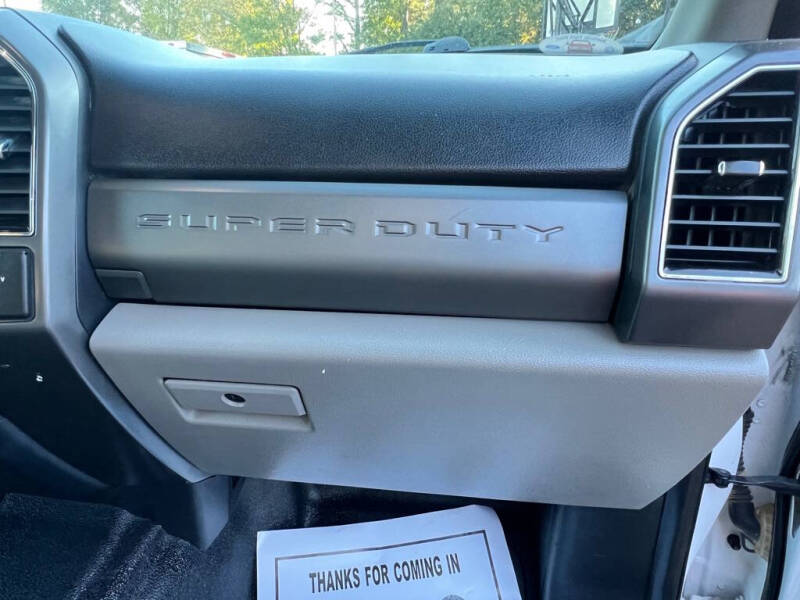 SUPER DUTY
THANKS FOR COMING IN